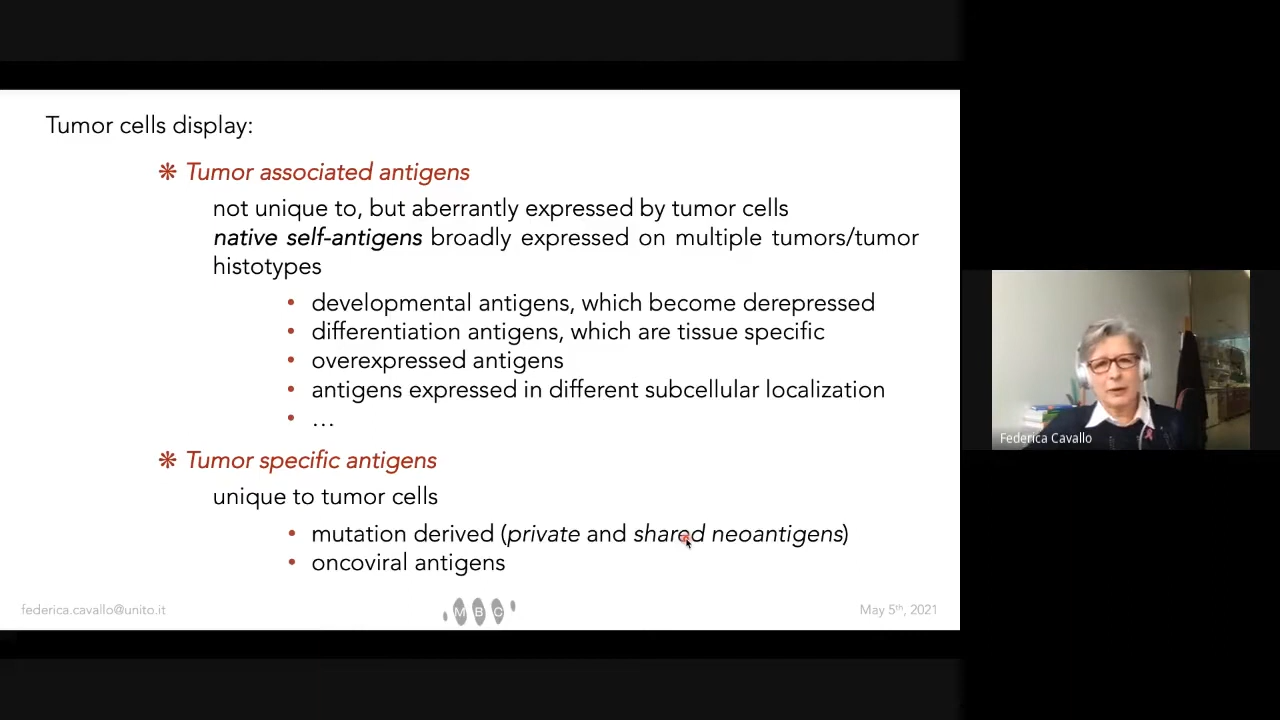 Tumor cells display:
❋ Tumor associated antigens
not unique to, but aberrantly expressed by tumor cells
native self-antigens broadly expressed on multiple tumors/tumor
histotypes
• developmental antigens, which become derepressed
• differentiation antigens, which are tissue specific
• overexpressed antigens
• antigens expressed in different subcellular localization
• …
❋ Tumor specific antigens
unique to tumor cells
• mutation derived (private and shared neoantigens)
• oncoviral antigens
federica.cavallo@unito.it
MBC
May 5th, 2021
Federica Cavallo